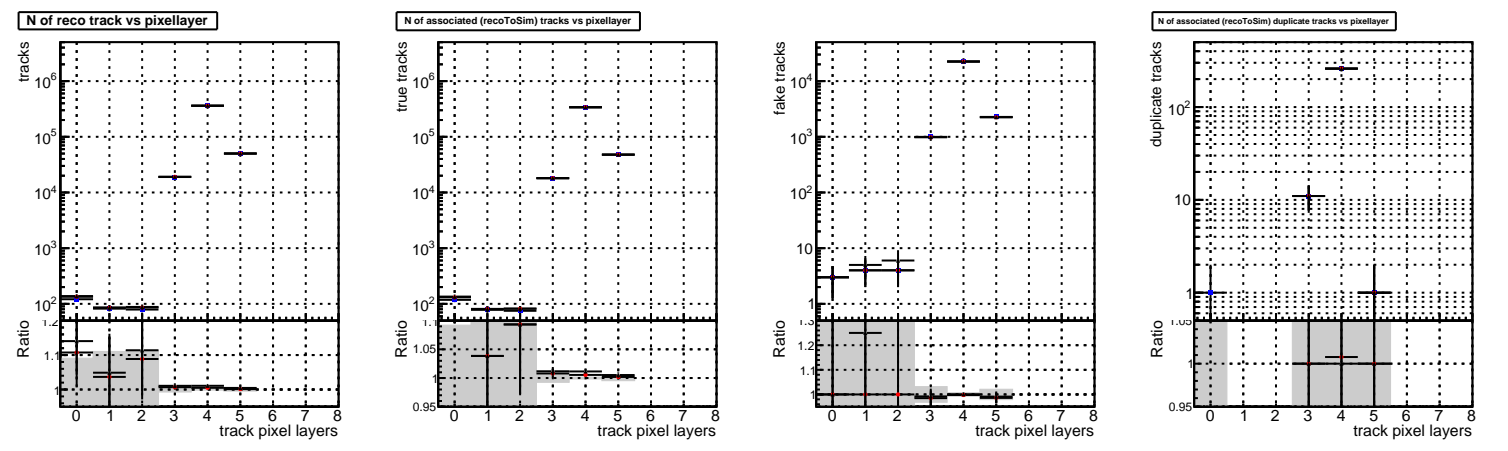 N of reco track vs pixellayer
tracks
10^6
10^5
10^4
10^3
10^2
Ratio
1.2
1.1
1
0 1 2 3 4 5 6 7 8
track pixel layers
N of associated (recoToSim) tracks vs pixellayer
true tracks
10^6
10^5
10^4
10^3
10^2
Ratio
1.1
1.05
1
0.95
0 1 2 3 4 5 6 7 8
track pixel layers
fake tracks
10^4
10^3
10^2
10
1
Ratio
1.3
1.2
1.1
1
0 1 2 3 4 5 6 7 8
track pixel layers
N of associated (recoToSim) duplicate tracks vs pixellayer
duplicate tracks
10^2
10
1
Ratio
1.05
1
0.95
0 1 2 3 4 5 6 7 8
track pixel layers